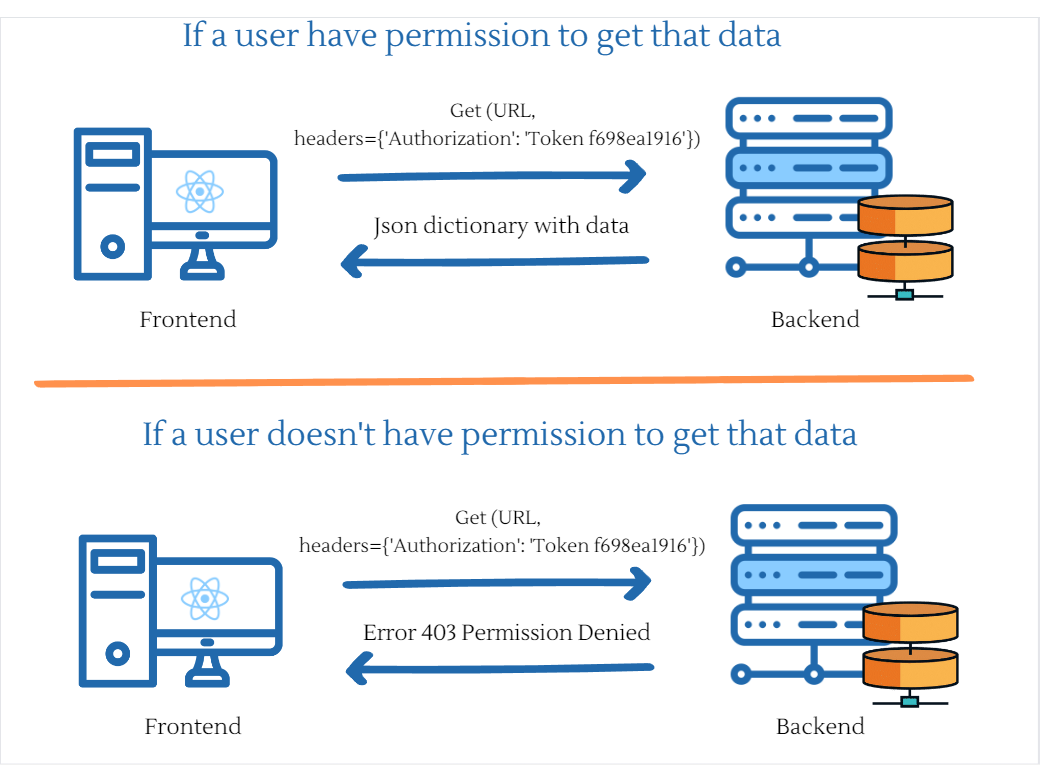 If a user have permission to get that data
Get (URL,
headers={'Authorization': 'Token f698ea1916'})
Json dictionary with data
Frontend
Backend
If a user doesn't have permission to get that data
Get (URL,
headers={'Authorization': 'Token f698ea1916'})
Error 403 Permission Denied
Frontend
Backend